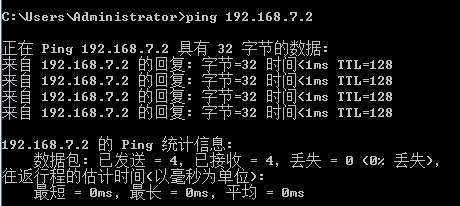 C:\Users\Administrator>ping 192.168.7.2
正在 Ping 192.168.7.2 具有 32 字节的数据:
来自 192.168.7.2 的回复: 字节=32 时间<1ms TTL=128
来自 192.168.7.2 的回复: 字节=32 时间<1ms TTL=128
来自 192.168.7.2 的回复: 字节=32 时间<1ms TTL=128
来自 192.168.7.2 的回复: 字节=32 时间<1ms TTL=128
192.168.7.2 的 Ping 统计信息:
数据包: 已发送 = 4, 已接收 = 4, 丢失 = 0 (0% 丢失),
往返行程的估计时间(以毫秒为单位):
最短 = 0ms, 最长 = 0ms, 平均 = 0ms